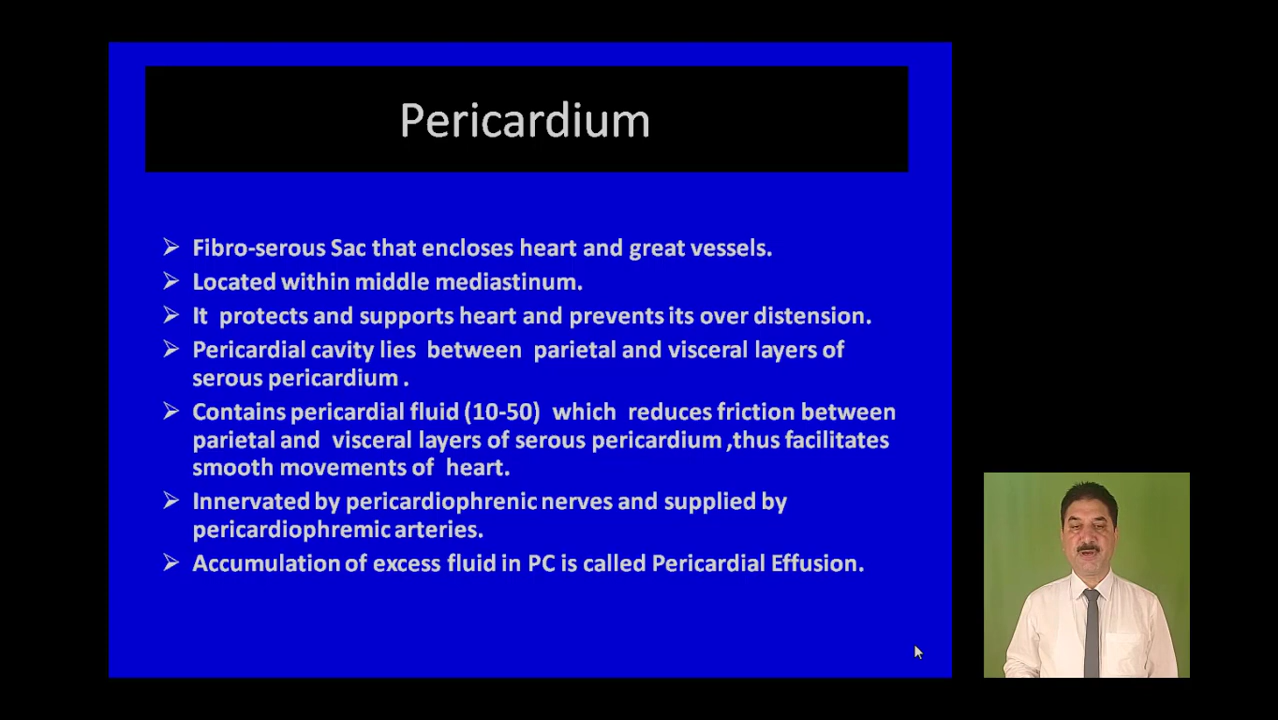 Pericardium
Fibro-serous Sac that encloses heart and great vessels.
Located within middle mediastinum.
It protects and supports heart and prevents its over distension.
Pericardial cavity lies between parietal and visceral layers of
serous pericardium .
Contains pericardial fluid (10-50) which reduces friction between
parietal and visceral layers of serous pericardium ,thus facilitates
smooth movements of heart.
Innervated by pericardiophrenic nerves and supplied by
pericardiophremic arteries.
Accumulation of excess fluid in PC is called Pericardial Effusion.